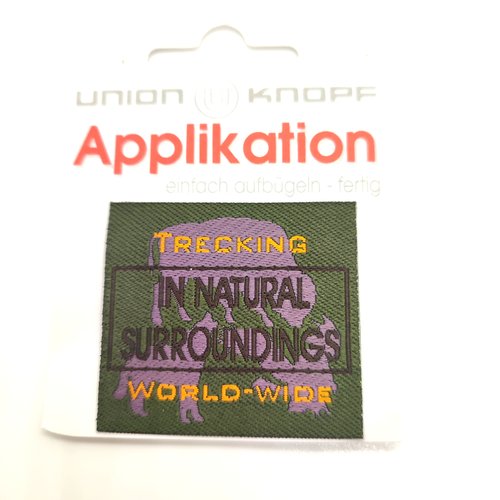 UNION KNOPF
Applikation
einfach aufbügeln - fertig
TRECKING
IN NATURAL
SURROUNDINGS
WORLD-WIDE